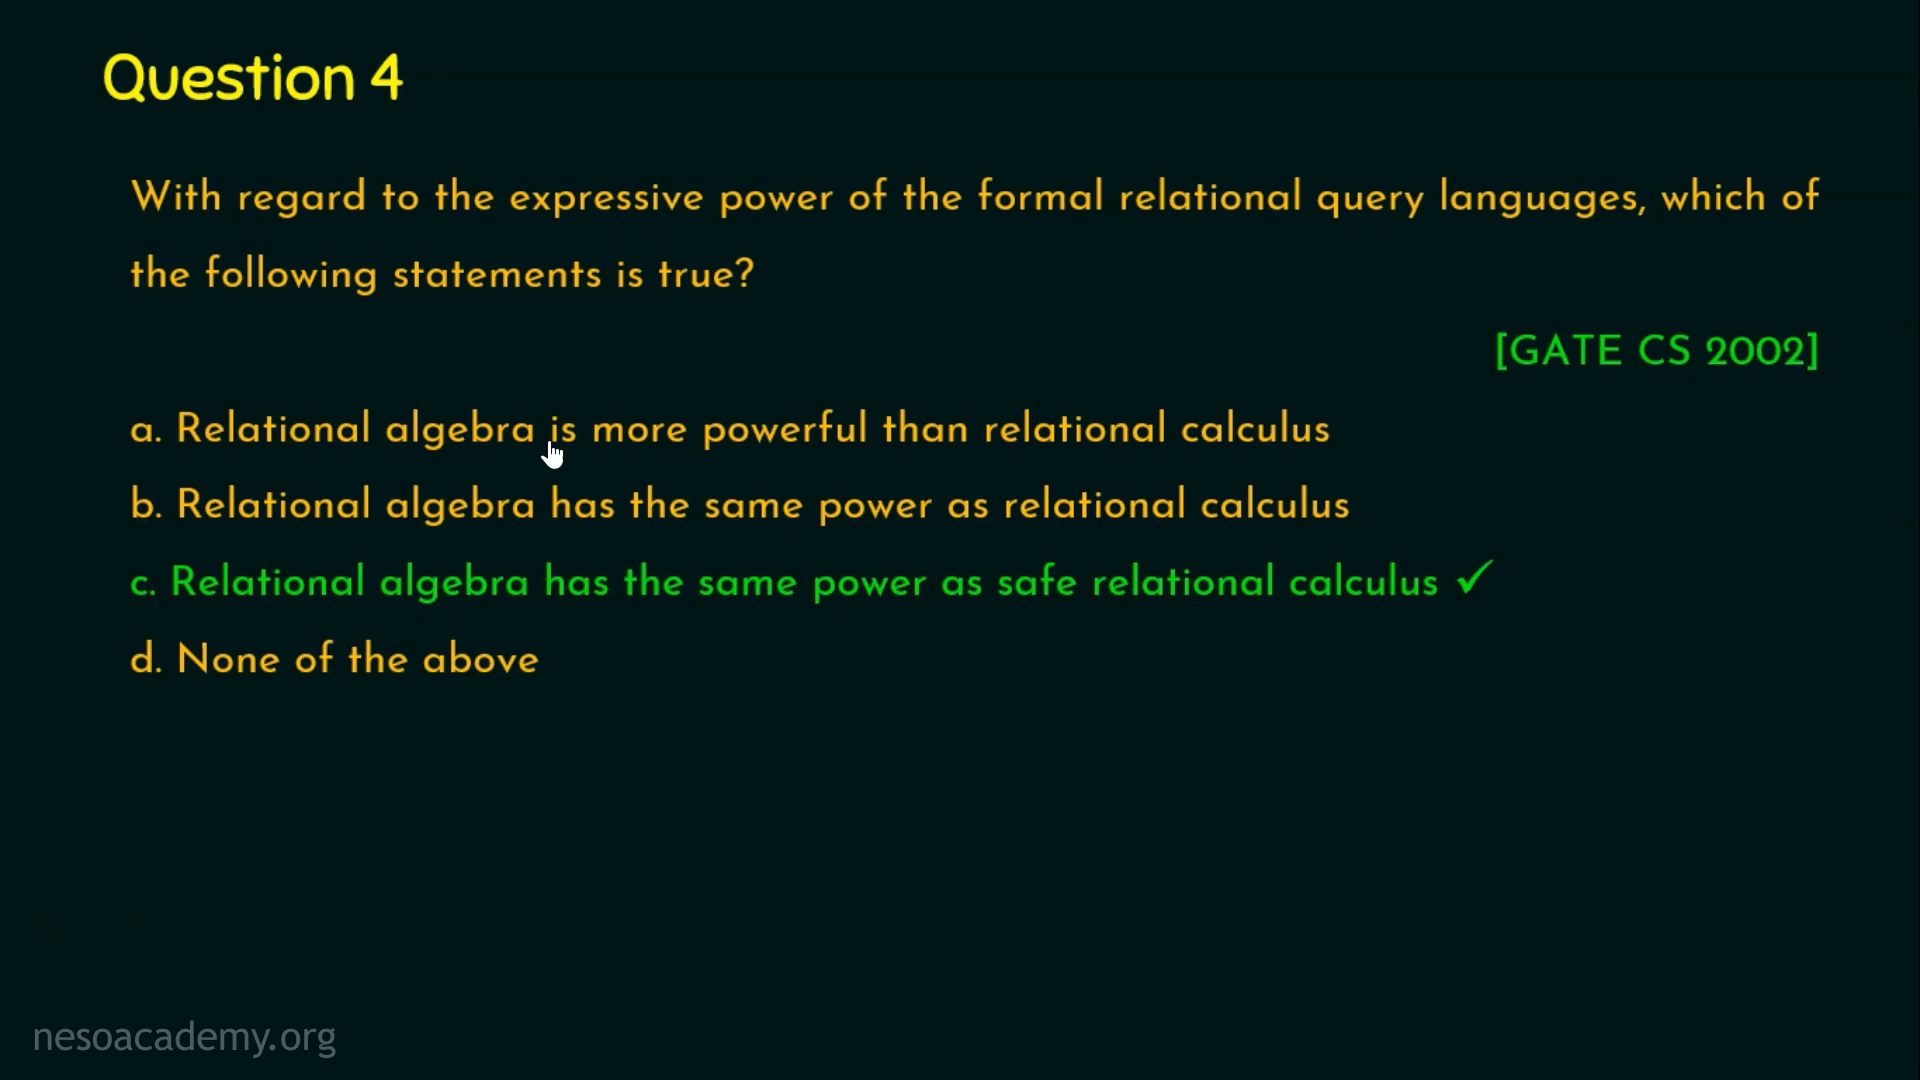 Question 4
With regard to the expressive power of the formal relational query languages, which of
the following statements is true?
[GATE CS 2002]
a. Relational algebra is more powerful than relational calculus
b. Relational algebra has the same power as relational calculus
c. Relational algebra has the same power as safe relational calculus ✓
d. None of the above
nesoacademy.org